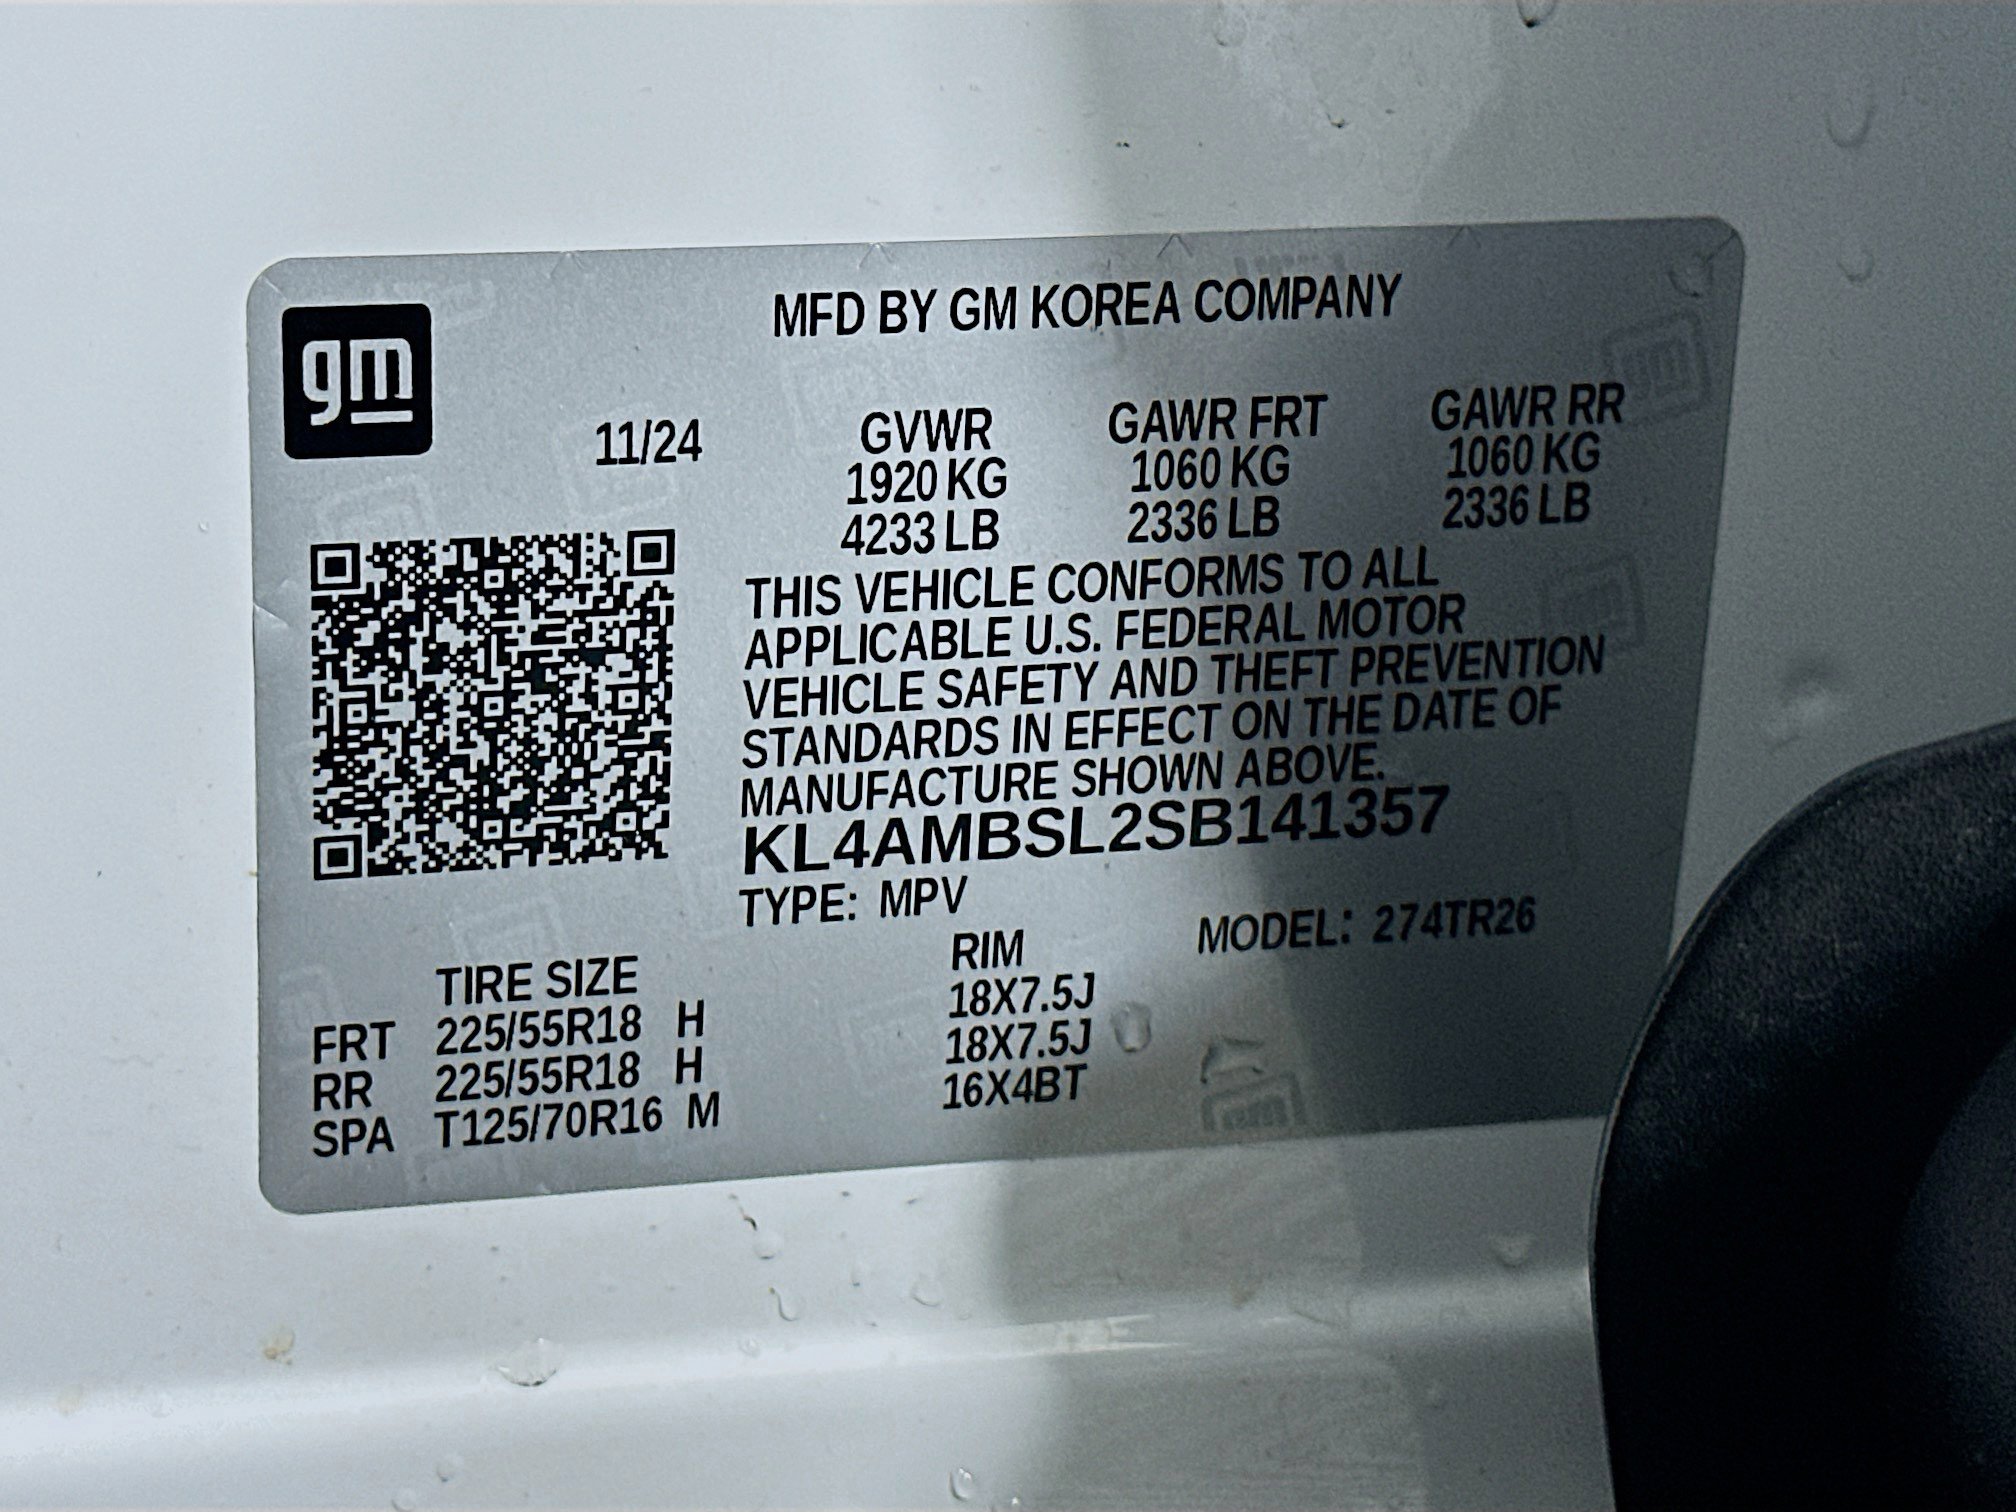 MFD BY GM KOREA COMPANY
gm
11/24
GVWR GAWR FRT GAWR RR
1920 KG 1060 KG 1060 KG
4233 LB 2336 LB 2336 LB
THIS VEHICLE CONFORMS TO ALL
APPLICABLE U.S. FEDERAL MOTOR
VEHICLE SAFETY AND THEFT PREVENTION
STANDARDS IN EFFECT ON THE DATE OF
MANUFACTURE SHOWN ABOVE.
KL4AMBSL2SB141357
TYPE: MPV MODEL: 274TR26
TIRE SIZE RIM
FRT 225/55R18 H 18X7.5J
RR 225/55R18 H 18X7.5J
SPA T125/70R16 M 16X4BT